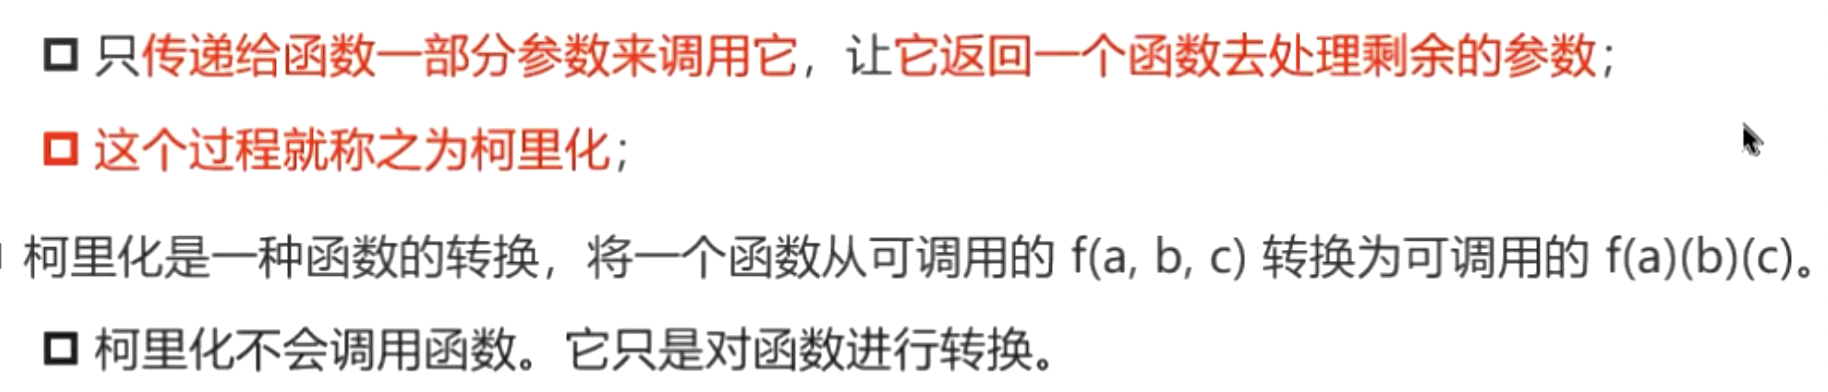 只传递给函数一部分参数来调用它，让它返回一个函数去处理剩余的参数；
这个过程就称之为柯里化；
柯里化是一种函数的转换，将一个函数从可调用的 f(a, b, c) 转换为可调用的 f(a)(b)(c)。
柯里化不会调用函数。它只是对函数进行转换。